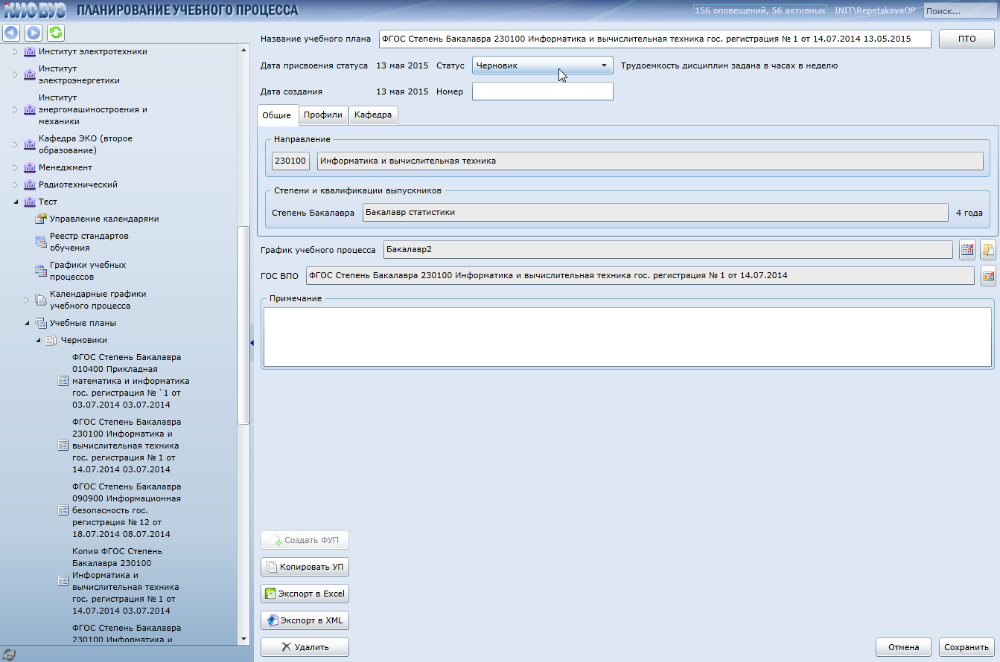 КИС ВУЗ ПЛАНИРОВАНИЕ УЧЕБНОГО ПРОЦЕССА
156 оповещений, 56 активных INIT\RepetskayaOP Поиск...
Институт электротехники
Институт
электроэнергетики
Институт
энергомашиностроения и
механики
Кафедра ЭКО (второе
образование)
Менеджмент
Радиотехнический
Тест
Управление календарями
Реестр стандартов
обучения
Графики учебных
процессов
Календарные графики
учебного процесса
Учебные планы
Черновики
ФГОС Степень Бакалавра
010400 Прикладная
математика и информатика
гос. регистрация № `1 от
03.07.2014 03.07.2014
ФГОС Степень Бакалавра
230100 Информатика и
вычислительная техника
гос. регистрация № 1 от
14.07.2014 03.07.2014
ФГОС Степень Бакалавра
090900 Информационная
безопасность гос.
регистрация № 12 от
18.07.2014 08.07.2014
Копия ФГОС Степень
Бакалавра 230100
Информатика и
вычислительная техника
гос. регистрация № 1 от
14.07.2014 03.07.2014
ФГОС Степень Бакалавра
230100 Информатика и
Название учебного плана ФГОС Степень Бакалавра 230100 Информатика и вычислительная техника гос. регистрация № 1 от 14.07.2014 13.05.2015 ПТО
Дата присвоения статуса 13 мая 2015 Статус Черновик Трудоемкость дисциплин задана в часах в неделю
Дата создания 13 мая 2015 Номер
Общие Профили Кафедра
Направление
230100 Информатика и вычислительная техника
Степени и квалификации выпускников
Степень Бакалавра Бакалавр статистики 4 года
График учебного процесса Бакалавр2
ГОС ВПО ФГОС Степень Бакалавра 230100 Информатика и вычислительная техника гос. регистрация № 1 от 14.07.2014
Примечание
Создать ФУП
Копировать УП
Экспорт в Excel
Экспорт в XML
Удалить Отмена Сохранить